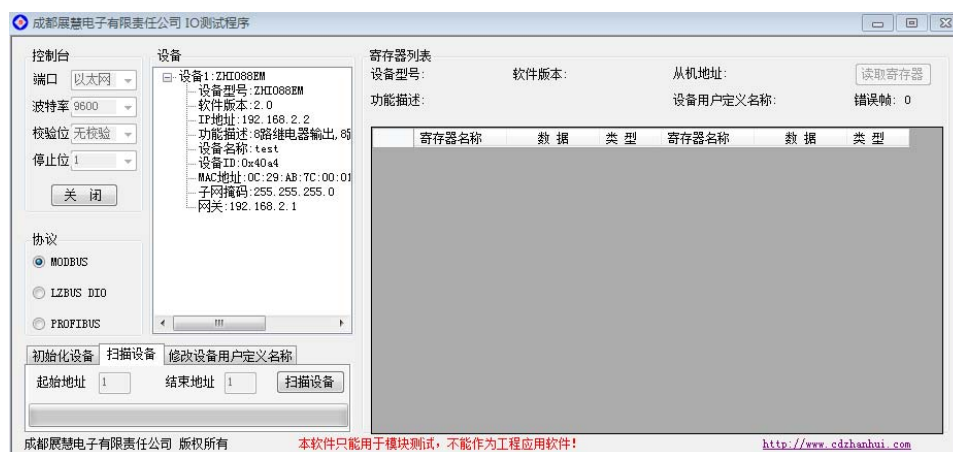 成都展慧电子有限责任公司 IO测试程序
控制台
端口 以太网
波特率 9600
校验位 无校验
停止位 1
关 闭
协议
MODBUS
LZBUS DIO
PROFIBUS
设备
设备1:ZHIO88EM
设备型号:ZHIO88EM
软件版本:2.0
IP地址:192.168.2.2
功能描述:8路继电器输出,8
设备名称:test
设备ID:0x40a4
MAC地址:0C:29:AB:7C:00:01
子网掩码:255.255.255.0
网关:192.168.2.1
初始化设备 扫描设备 修改设备用户定义名称
起始地址 1 结束地址 1 扫描设备
寄存器列表
设备型号: 软件版本: 从机地址: 读取寄存器
功能描述: 设备用户定义名称: 错误帧: 0
寄存器名称 数 据 类 型 寄存器名称 数 据 类 型
成都展慧电子有限责任公司 版权所有 本软件只能用于模块测试，不能作为工程应用软件！ http://www.cdzhanhui.com